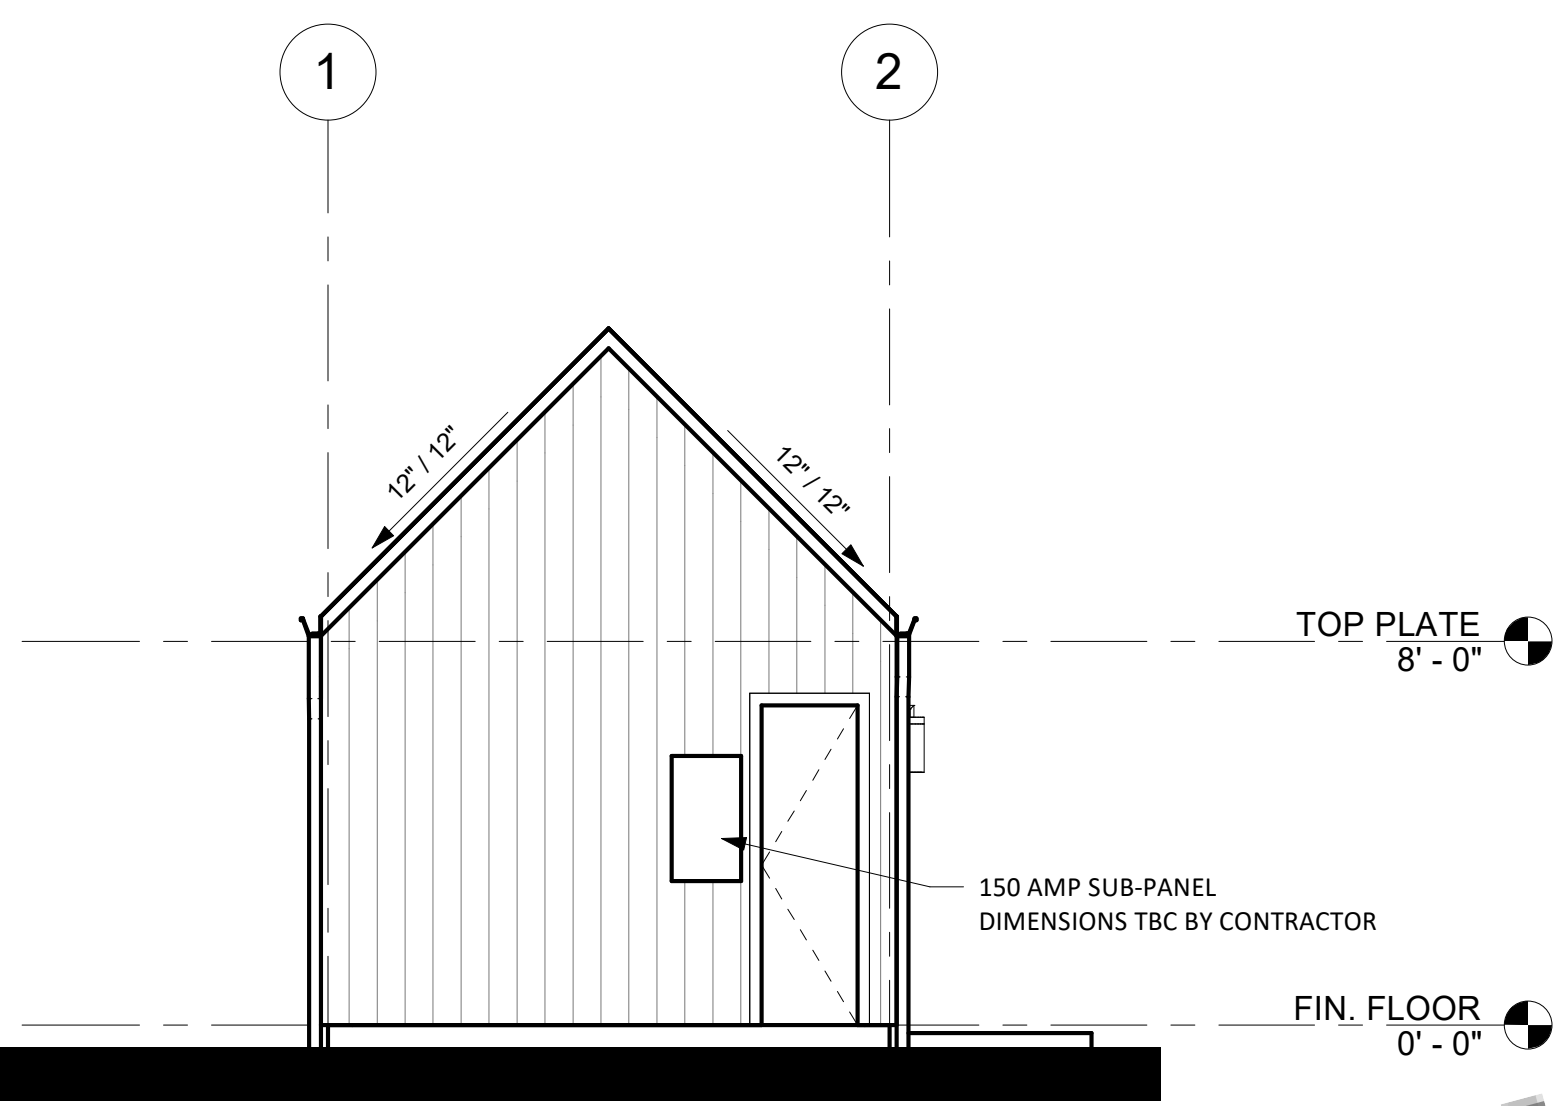 1
2
12" / 12"
12" / 12"
TOP PLATE
8' - 0"
150 AMP SUB-PANEL
DIMENSIONS TBC BY CONTRACTOR
FIN. FLOOR
0' - 0"